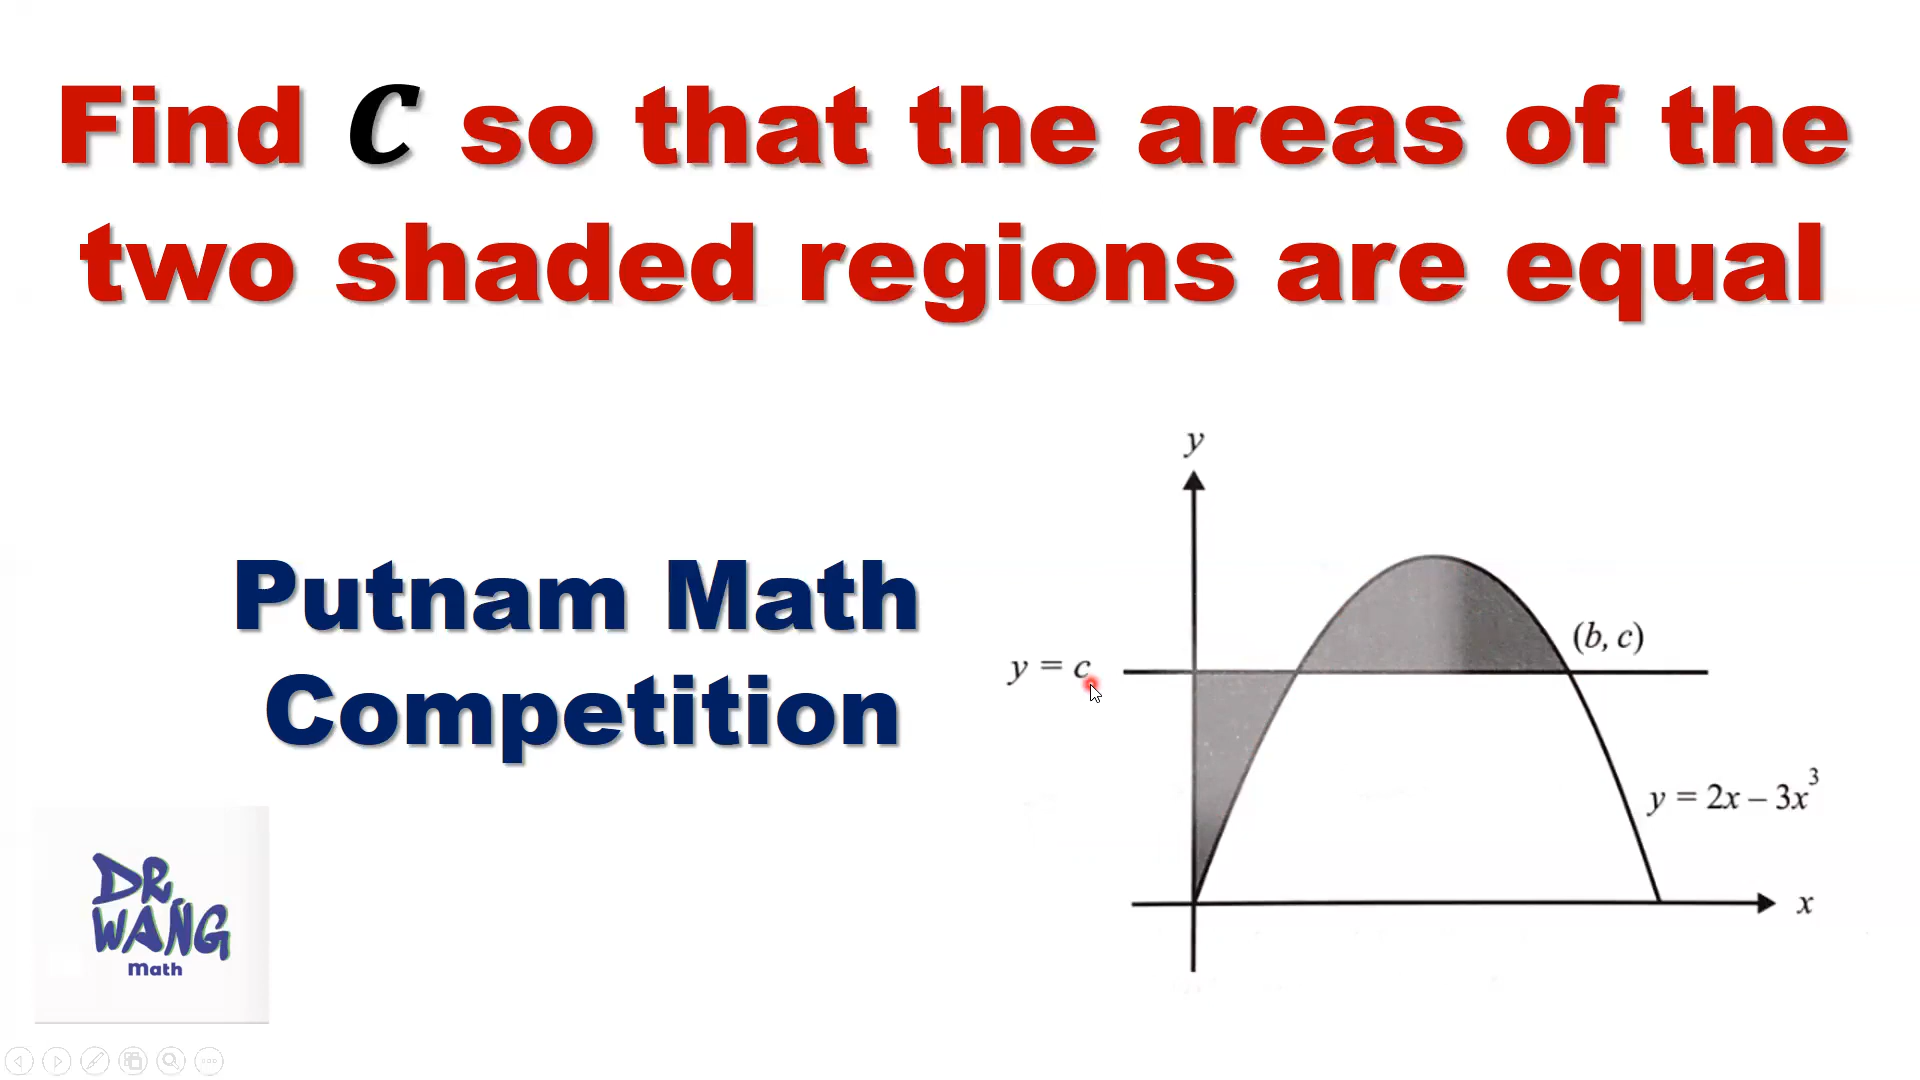 Find C so that the areas of the
two shaded regions are equal
Putnam Math
Competition
y
(b, c)
y = c
y = 2x – 3x³
x
DR.
WANG
math